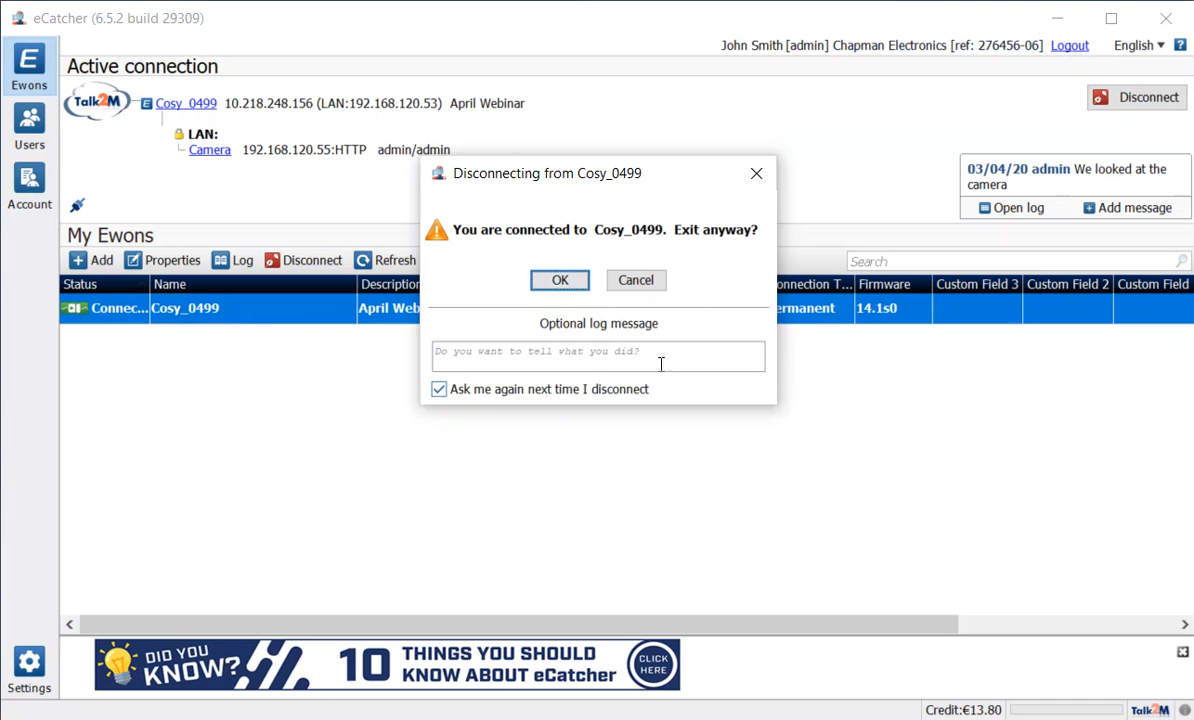 eCatcher (6.5.2 build 29309)
John Smith [admin] Chapman Electronics [ref: 276456-06] Logout English
E
Ewons
Users
Account
Settings
Active connection
Talk2M
E Cosy_0499 10.218.248.156 (LAN:192.168.120.53) April Webinar
Disconnect
LAN:
Camera 192.168.120.55:HTTP admin/admin
03/04/20 admin We looked at the
camera
Open log Add message
My Ewons
Add Properties Log Disconnect Refresh
Search
Status Name Description onnection T... Firmware Custom Field 3 Custom Field 2 Custom Field
Connec... Cosy_0499 April Web ermanent 14.1s0
Disconnecting from Cosy_0499
You are connected to Cosy_0499. Exit anyway?
OK Cancel
Optional log message
Do you want to tell what you did?
Ask me again next time I disconnect
DID YOU
KNOW?
10 THINGS YOU SHOULD
KNOW ABOUT eCatcher
CLICK
HERE
Credit:€13.80 Talk2M